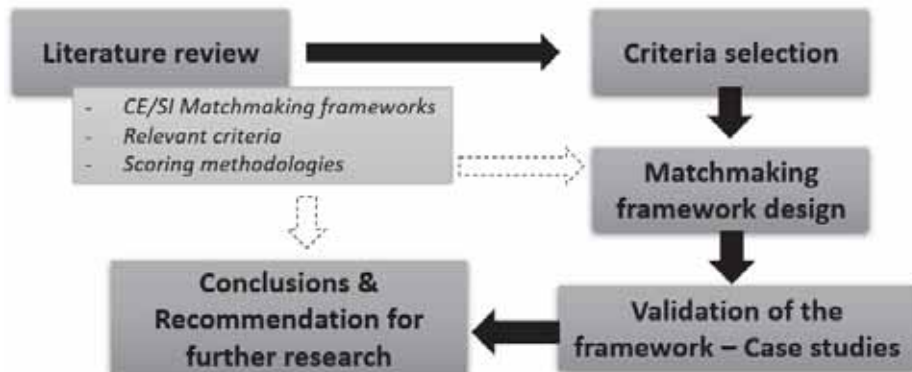 Literature review
Criteria selection
- CE/SI Matchmaking frameworks
- Relevant criteria
- Scoring methodologies
Matchmaking
framework design
Conclusions &
Recommendation for
further research
Validation of the
framework – Case studies